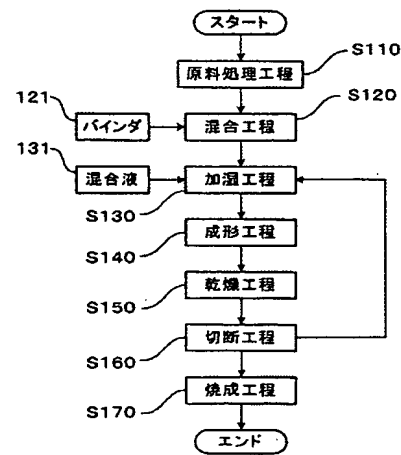 スタート
原料処理工程
S110
121
バインダ
混合工程
S120
131
混合液
加湿工程
S130
成形工程
S140
乾燥工程
S150
切断工程
S160
焼成工程
S170
エンド